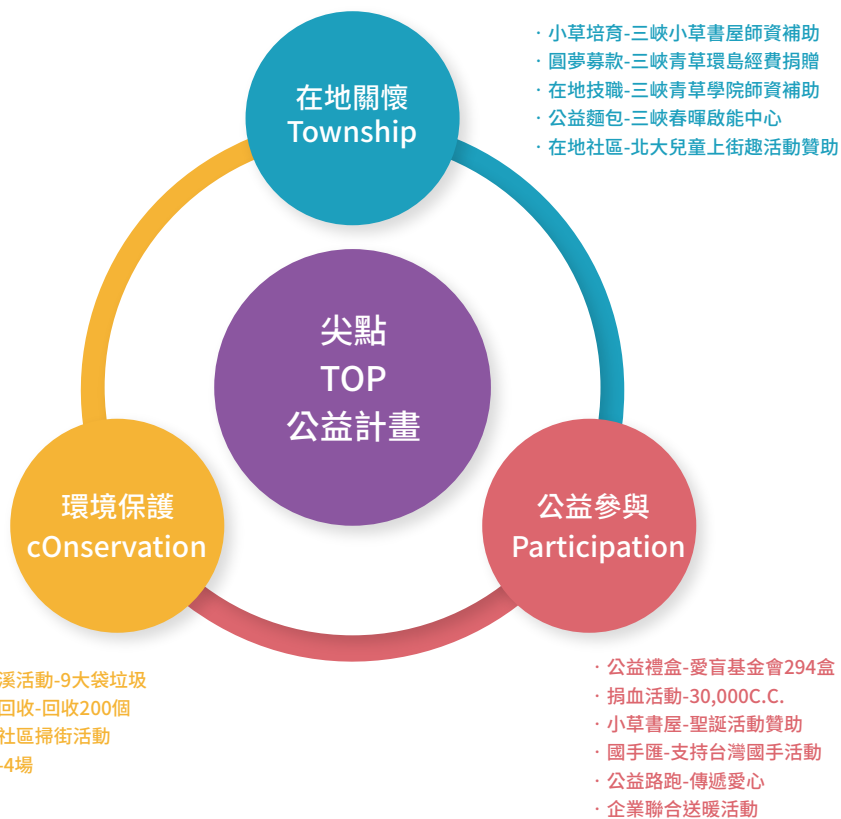 在地關懷
Township
· 小草培育-三峽小草書屋師資補助
· 圓夢募款-三峽青草環島經費捐贈
· 在地技職-三峽青草學院師資補助
· 公益麵包-三峽春暉啟能中心
· 在地社區-北大兒童上街趣活動贊助
尖點
TOP
公益計畫
環境保護
cOnservation
公益參與
Participation
溪活動-9大袋垃圾
回收-回收200個
社區掃街活動
-4場
· 公益禮盒-愛盲基金會294盒
· 捐血活動-30,000C.C.
· 小草書屋-聖誕活動贊助
· 國手匯-支持台灣國手活動
· 公益路跑-傳遞愛心
· 企業聯合送暖活動